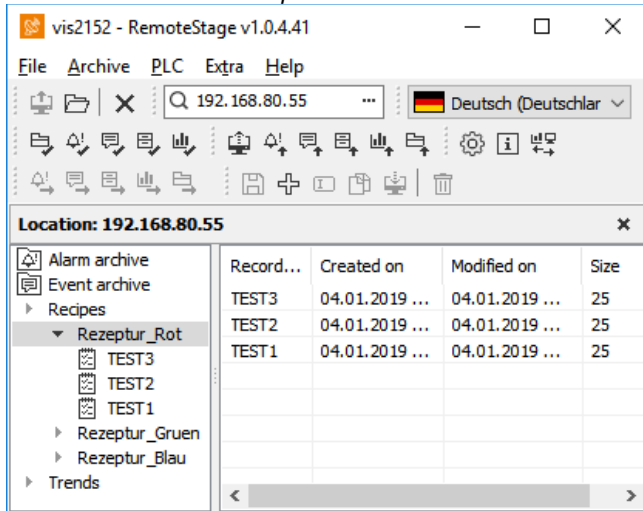 vis2152 - RemoteStage v1.0.4.41
File Archive PLC Extra Help
192.168.80.55 ... Deutsch (Deutschlar
Location: 192.168.80.55
Alarm archive
Event archive
Recipes
Rezeptur_Rot
TEST3
TEST2
TEST1
Rezeptur_Gruen
Rezeptur_Blau
Trends
Record... Created on Modified on Size
TEST3 04.01.2019 ... 04.01.2019 ... 25
TEST2 04.01.2019 ... 04.01.2019 ... 25
TEST1 04.01.2019 ... 04.01.2019 ... 25